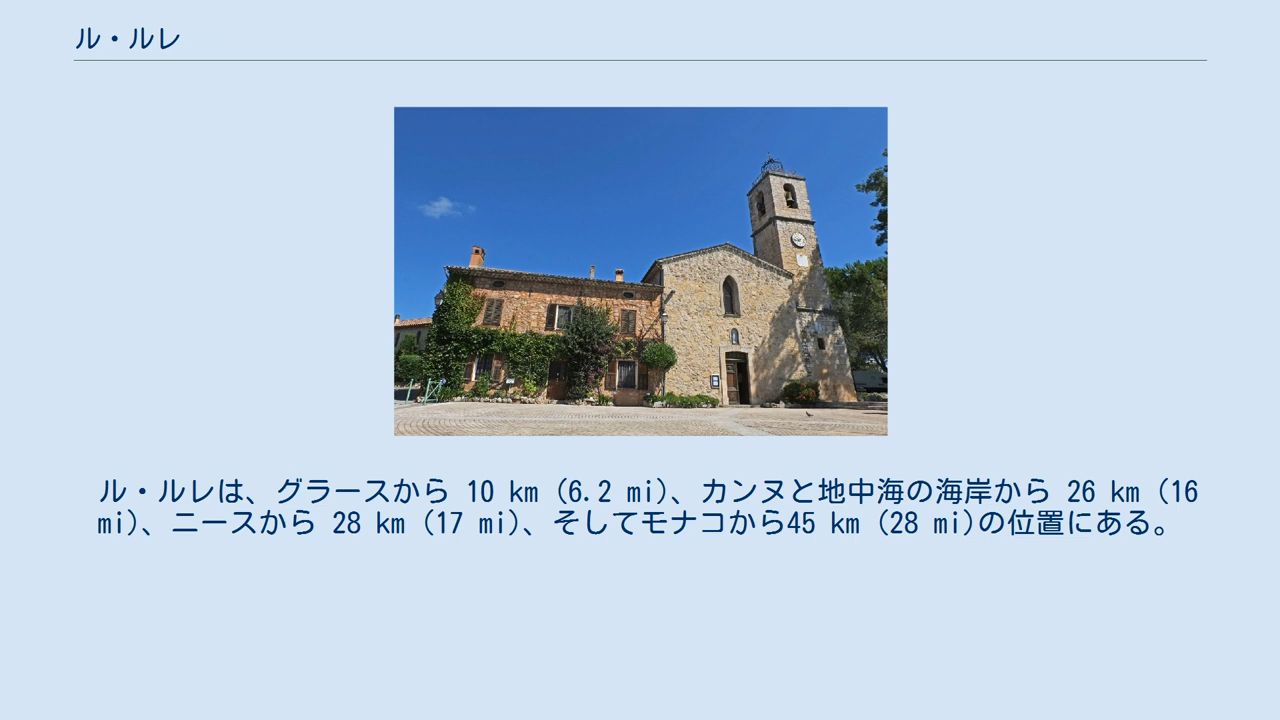 ル・ルレ
ル・ルレは、グラースから 10 km (6.2 mi)、カンヌと地中海の海岸から 26 km (16
mi)、ニースから 28 km (17 mi)、そしてモナコから45 km (28 mi)の位置にある。